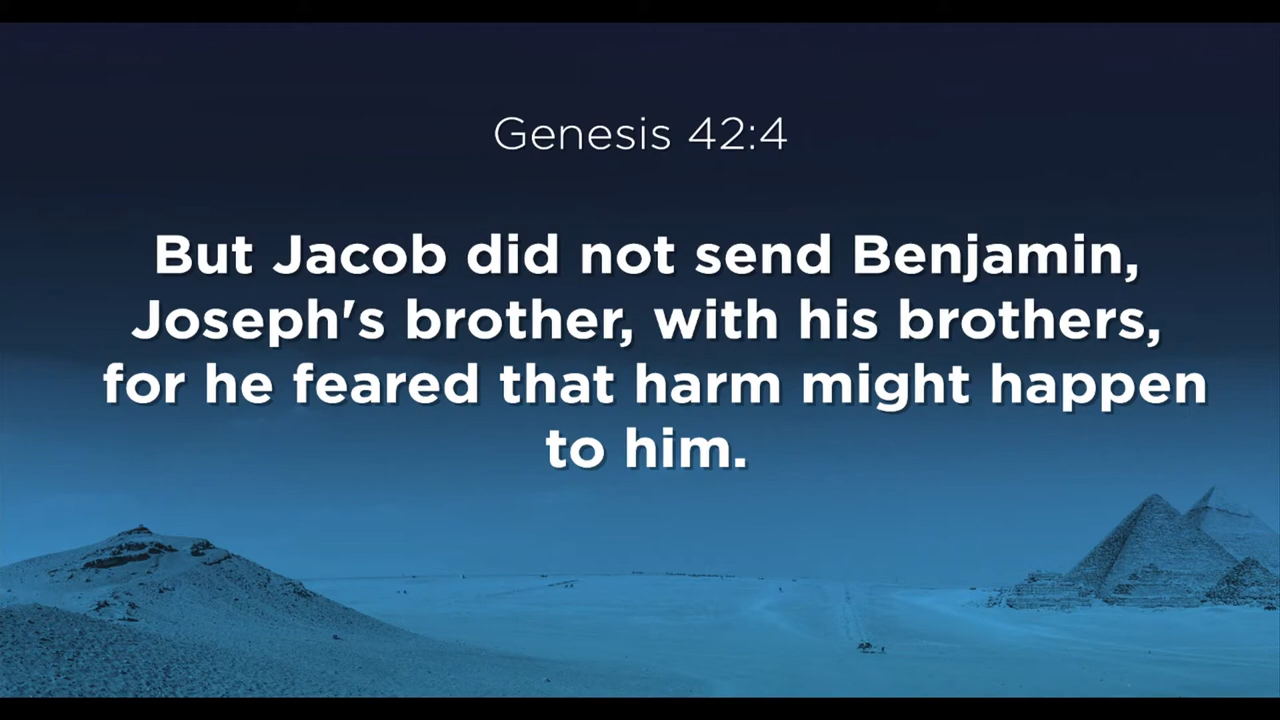 Genesis 42:4
But Jacob did not send Benjamin,
Joseph's brother, with his brothers,
for he feared that harm might happen
to him.